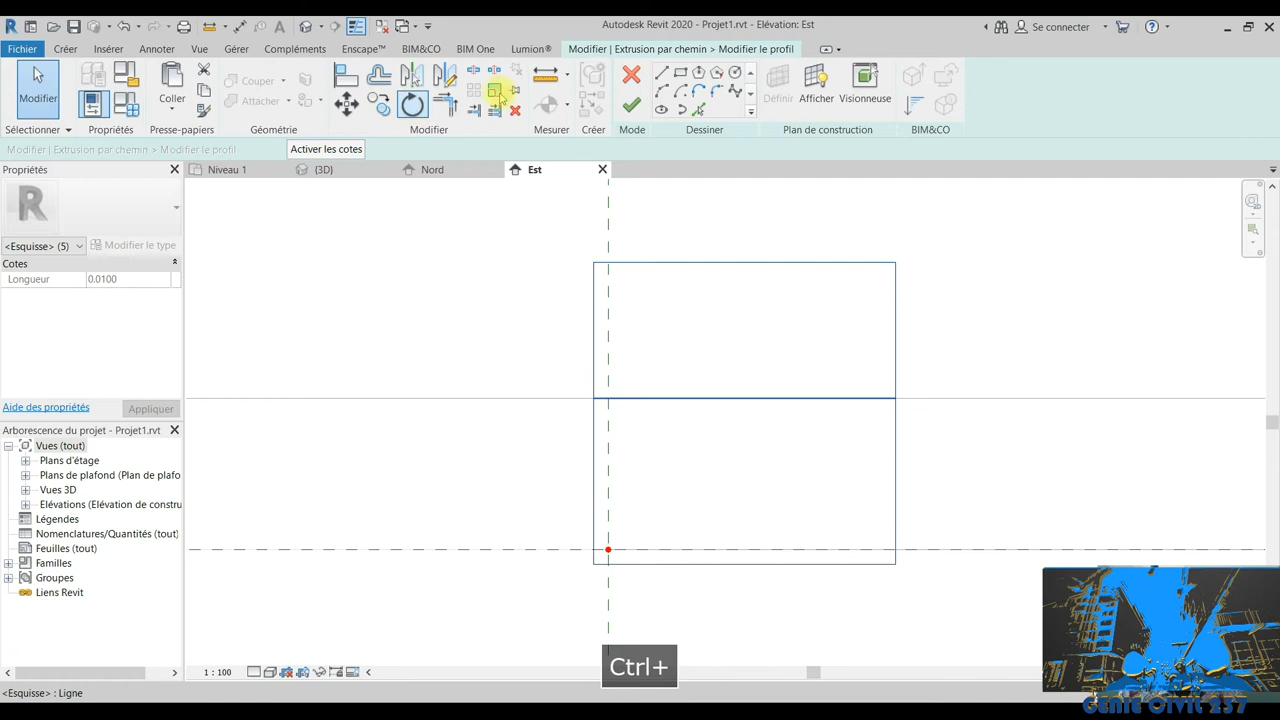 Autodesk Revit 2020 - Projet1.rvt - Elévation: Est
Se connecter
Fichier Créer Insérer Annoter Vue Gérer Compléments Enscape™ BIM&CO BIM One Lumion® Modifier | Extrusion par chemin > Modifier le profil
Modifier Coller Couper Attacher Définir Afficher Visionneuse
Sélectionner Propriétés Presse-papiers Géométrie Modifier Mesurer Créer Mode Dessiner Plan de construction BIM&CO
Modifier | Extrusion par chemin > Modifier le profil Activer les cotes
Propriétés
Niveau 1 (3D) Nord Est
<Esquisse> (5) Modifier le type
Cotes
Longueur 0.0100
Aide des propriétés Appliquer
Arborescence du projet - Projet1.rvt
Vues (tout)
Plans d'étage
Plans de plafond (Plan de plafo
Vues 3D
Elévations (Elévation de constru
Légendes
Nomenclatures/Quantités (tout)
Feuilles (tout)
Familles
Groupes
Liens Revit
Ctrl+
1 : 100
<Esquisse> : Ligne
GENIE CIVIL 237